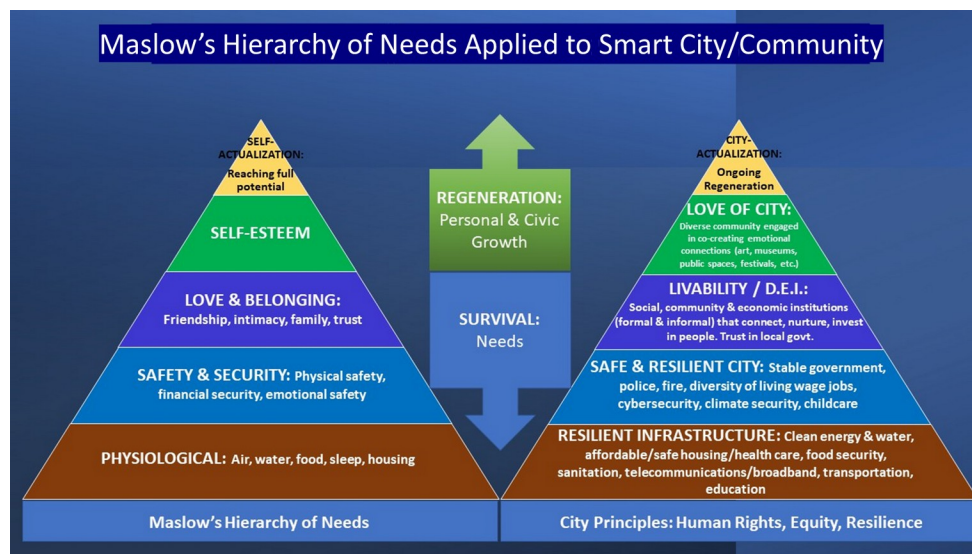 Maslow's Hierarchy of Needs Applied to Smart City/Community
SELF-
ACTUALIZATION:
Reaching full
potential
SELF-ESTEEM
LOVE & BELONGING:
Friendship, intimacy, family, trust
SAFETY & SECURITY: Physical safety,
financial security, emotional safety
PHYSIOLOGICAL: Air, water, food, sleep, housing
Maslow's Hierarchy of Needs
REGENERATION:
Personal & Civic
Growth
SURVIVAL:
Needs
CITY-
ACTUALIZATION:
Ongoing
Regeneration
LOVE OF CITY:
Diverse community engaged
in co-creating emotional
connections (art, museums,
public spaces, festivals, etc.)
LIVABILITY / D.E.I.:
Social, community & economic institutions
(formal & informal) that connect, nurture, invest
in people. Trust in local govt.
SAFE & RESILIENT CITY: Stable government,
police, fire, diversity of living wage jobs,
cybersecurity, climate security, childcare
RESILIENT INFRASTRUCTURE: Clean energy & water,
affordable/safe housing/health care, food security,
sanitation, telecommunications/broadband, transportation,
education
City Principles: Human Rights, Equity, Resilience